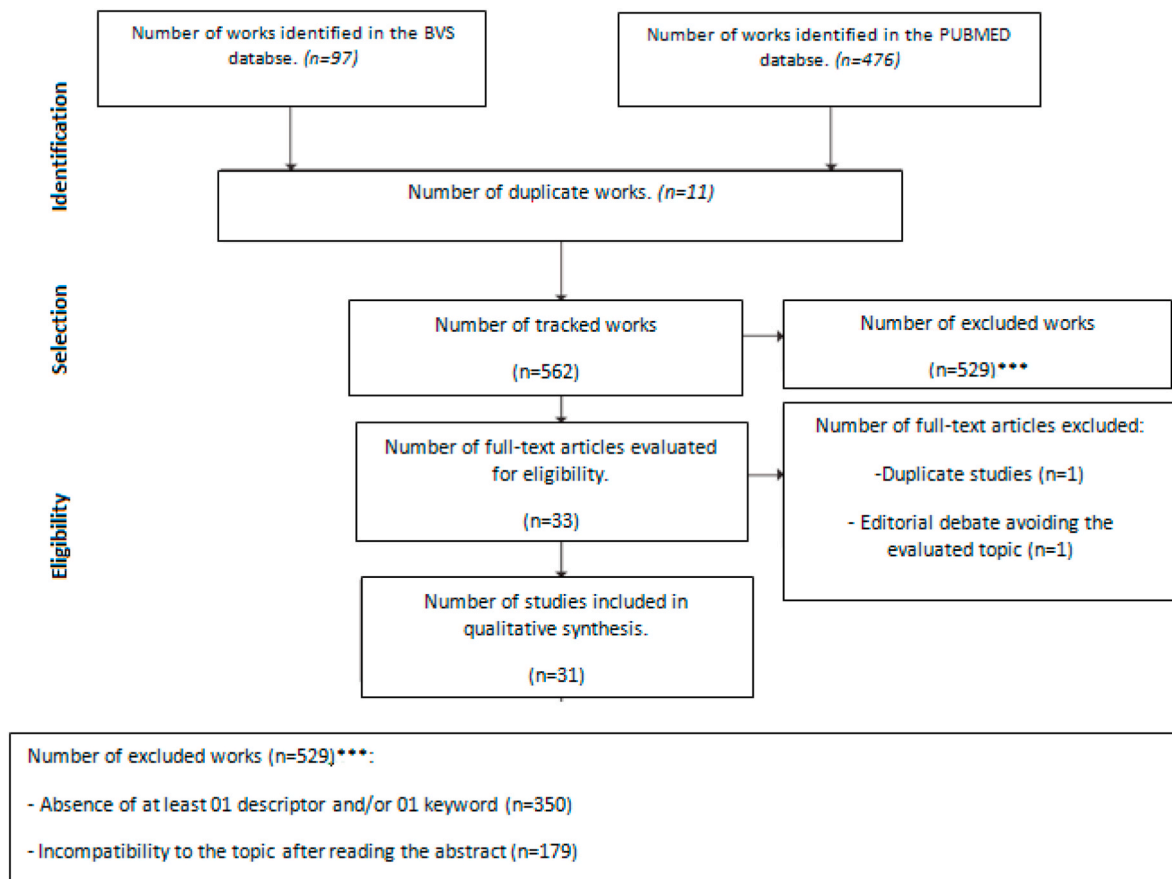 Number of works identified in the BVS
databse. (n=97)
Number of works identified in the PUBMED
databse. (n=476)
Identification
Number of duplicate works. (n=11)
Selection
Number of tracked works
(n=562)
Number of excluded works
(n=529)***
Eligibility
Number of full-text articles evaluated
for eligibility.
(n=33)
Number of full-text articles excluded:
-Duplicate studies (n=1)
- Editorial debate avoiding the
evaluated topic (n=1)
Number of studies included in
qualitative synthesis.
(n=31)
Number of excluded works (n=529)***:
- Absence of at least 01 descriptor and/or 01 keyword (n=350)
- Incompatibility to the topic after reading the abstract (n=179)